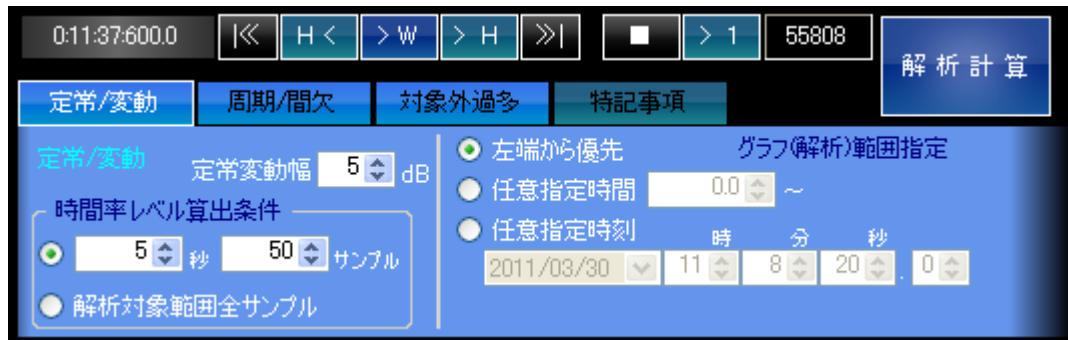 0:11:37:600.0 |≪ H < > W > H ≫| ■ > 1 55808 解析計算
定常/変動 周期/間欠 対象外過多 特記事項
定常/変動 定常変動幅 5 dB
時間率レベル算出条件
5 秒 50 サンプル
解析対象範囲全サンプル
左端から優先 グラフ(解析)範囲指定
任意指定時間 0.0 ~
任意指定時刻 時 分 秒
2011/03/30 11 8 20 . 0